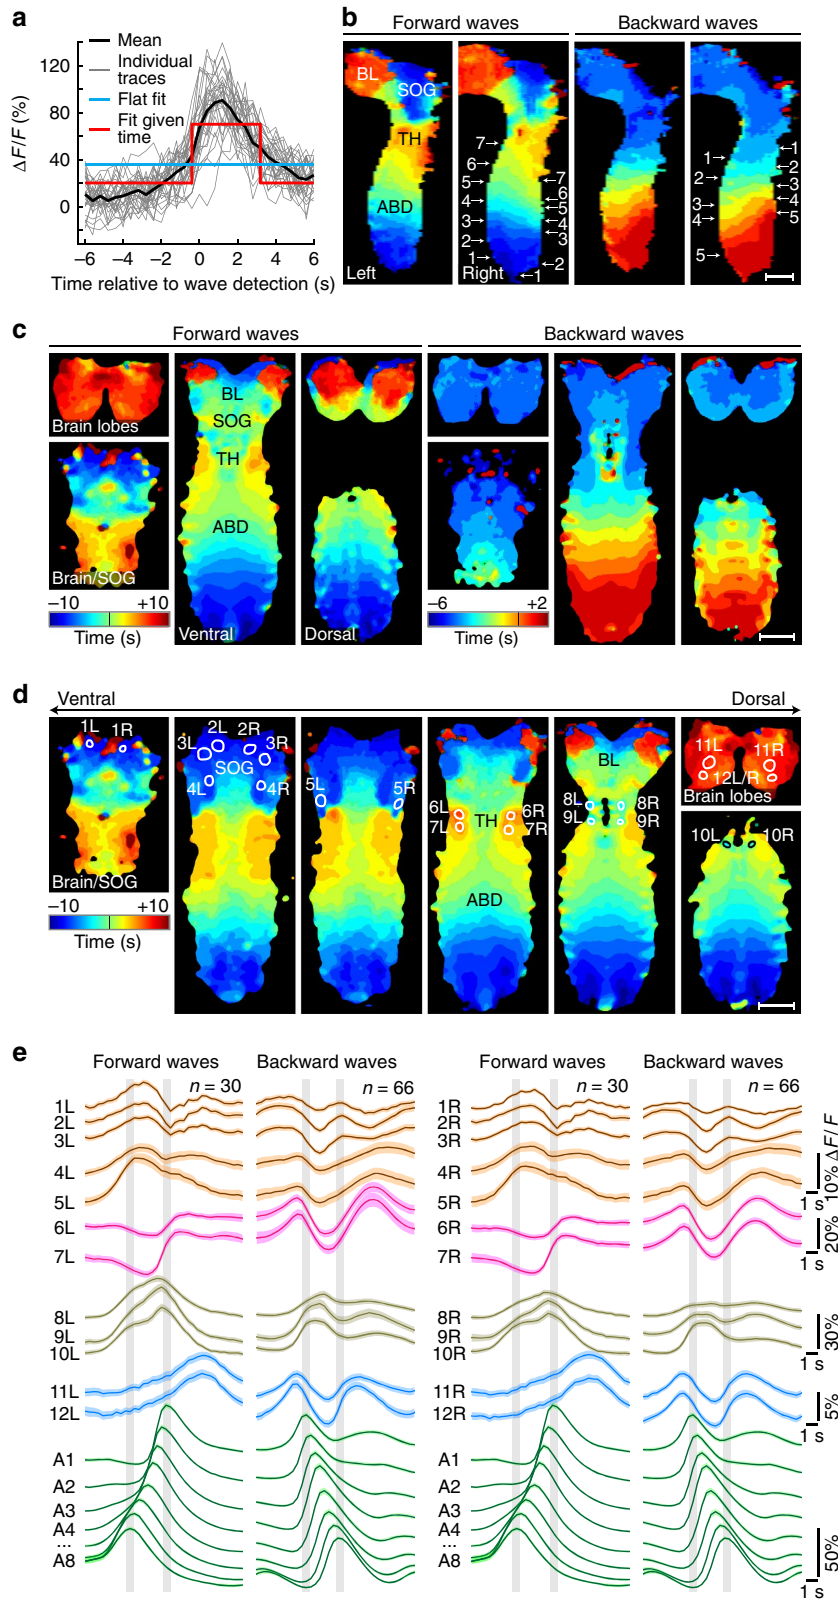 a
Mean
Individual
traces
Flat fit
Fit given
time
ΔF/F (%)
120
80
40
0
−6 −4 −2 0 2 4 6
Time relative to wave detection (s)
b
Forward waves Backward waves
BL
SOG
TH
ABD
Left
7
6
5
4
3
2
1
7
6
5
4
3
2
1
Right
1
2
3
4
5
1
2
3
4
5
c
Forward waves Backward waves
Brain lobes
Brain/SOG
−10 +10
Time (s)
BL
SOG
TH
ABD
Ventral
Dorsal
−6 +2
Time (s)
d
Ventral Dorsal
1L 1R
Brain/SOG
−10 +10
Time (s)
2L 2R
3L 3R
SOG
4L 4R
5L 5R
6L 6R
7L TH 7R
ABD
BL
8L 8R
9L 9R
11L 11R
12L/R
Brain lobes
10L 10R
e
Forward waves Backward waves Forward waves Backward waves
n = 30 n = 66 n = 30 n = 66
1L
2L
3L
4L
5L
6L
7L
8L
9L
10L
11L
12L
A1
A2
A3
A4
...
A8
1R
2R
3R
4R
5R
6R
7R
8R
9R
10R
11R
12R
A1
A2
A3
A4
...
A8
10% ΔF/F
1 s
20%
1 s
30%
1 s
5%
1 s
50%
1 s